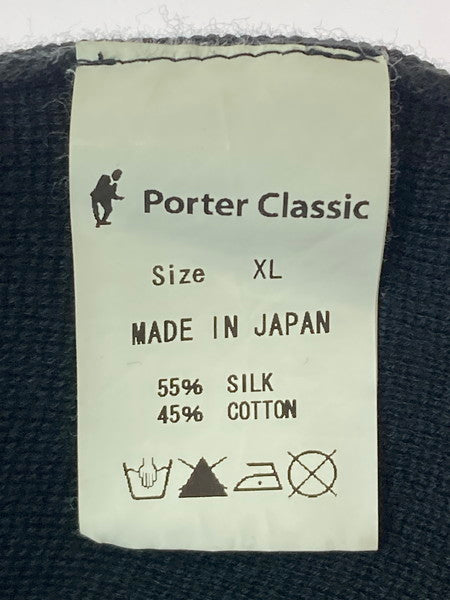 Porter Classic
Size XL
MADE IN JAPAN
55% SILK
45% COTTON